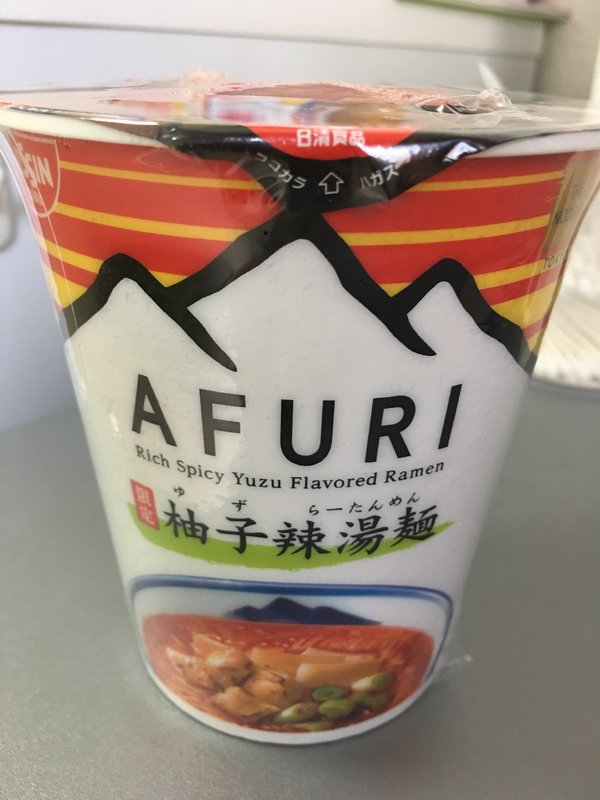 日清食品
ココカラ ⇧ ハガス
AFURI
Rich Spicy Yuzu Flavored Ramen
限定
ゆず らーたんめん
柚子辣湯麺